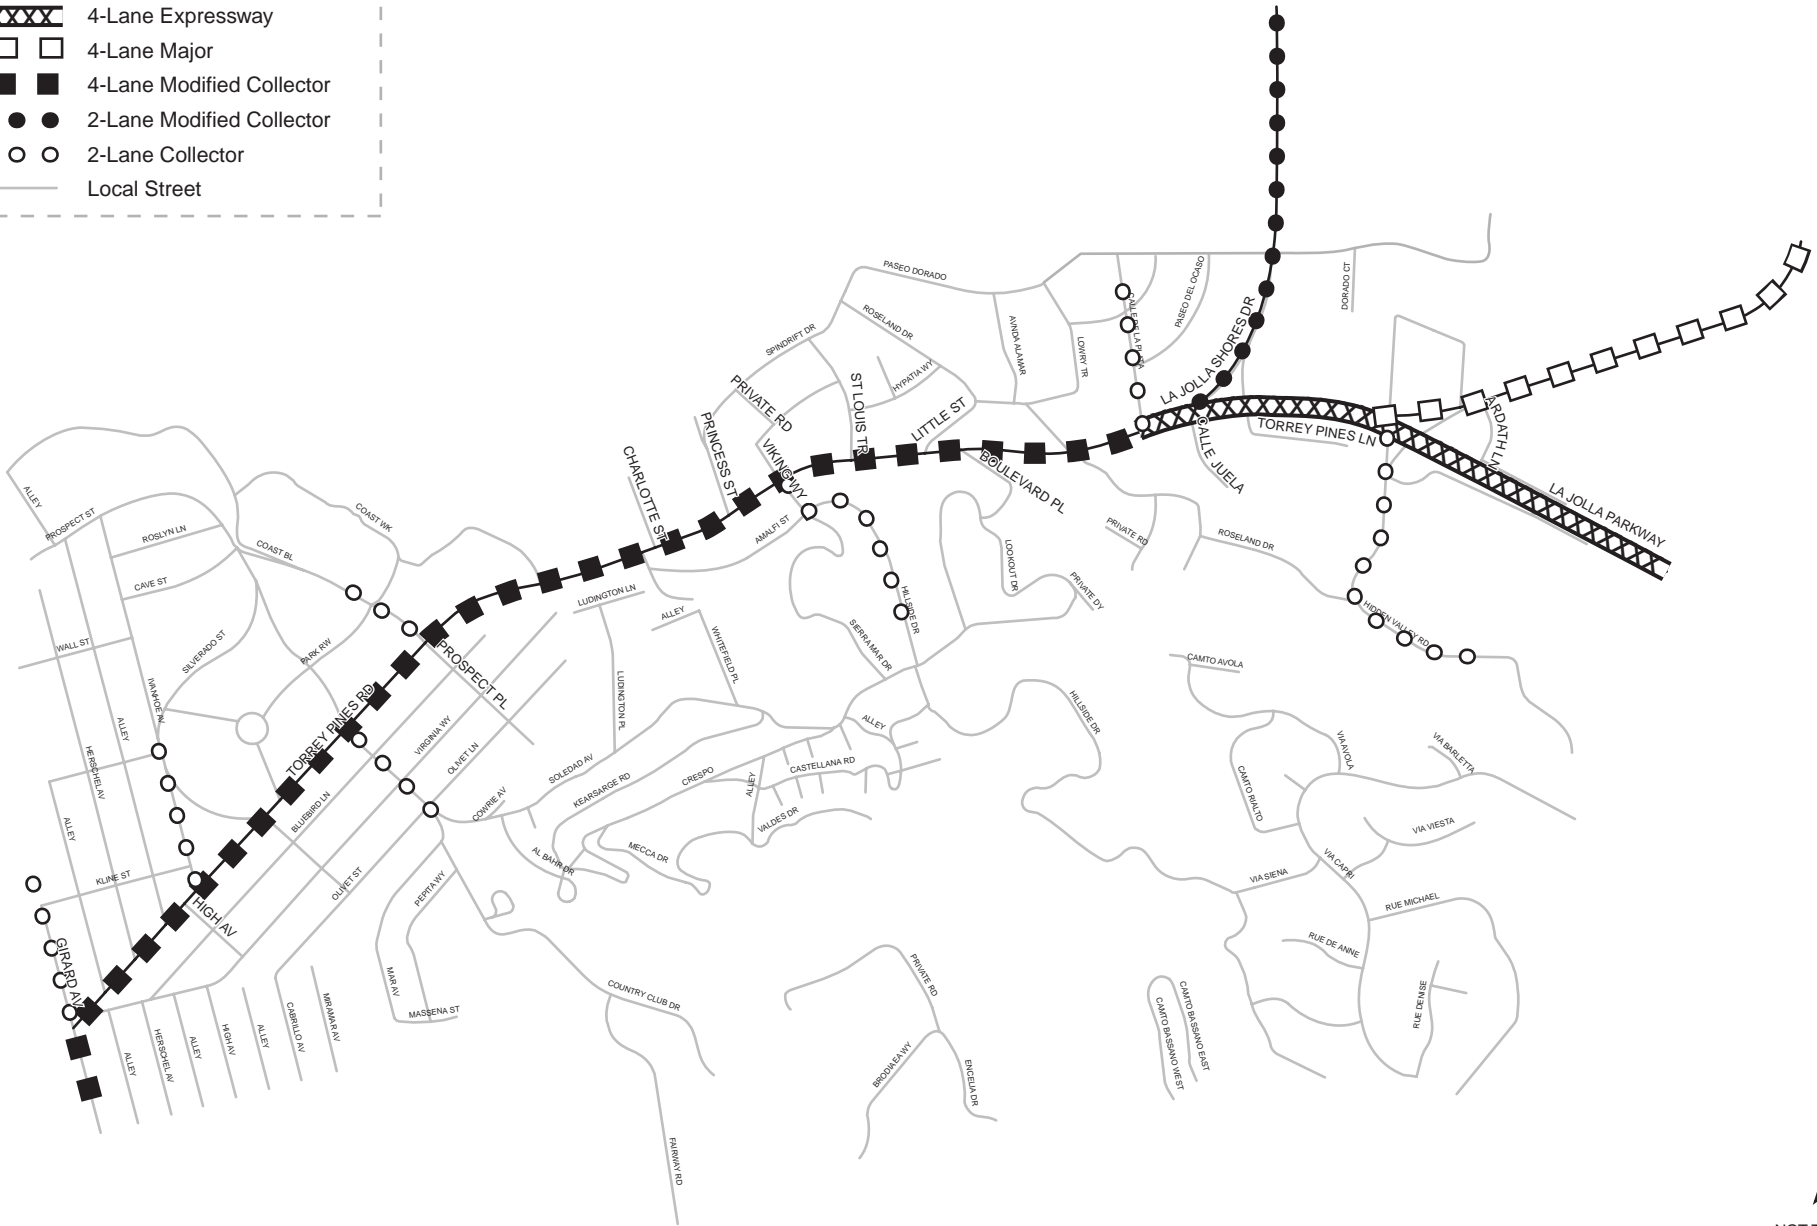 4-Lane Expressway
4-Lane Major
4-Lane Modified Collector
2-Lane Modified Collector
2-Lane Collector
Local Street
PASEO DORADO
ROSELAND DR
SPINDRIFT DR
HYPATIA WY
AVNDA ALAMAR
LOWRY TR
CALLE DE LA PLATA
PASEO DEL OCASO
LA JOLLA SHORES DR
DORADO CT
PRIVATE RD
ST LOUIS TR
LITTLE ST
PRINCESS ST
VIKING WY
CHARLOTTE ST
BOULEVARD PL
CALLE JUELA
TORREY PINES LN
ARDATH LN
LA JOLLA PARKWAY
ALLEY
PROSPECT ST
ROSLYN LN
COAST WK
COAST BL
CAVE ST
AMALFI ST
LOOKOUT DR
PRIVATE RD
ROSELAND DR
PRIVATE DY
HIDDEN VALLEY RD
HILLSIDE DR
LUDINGTON LN
ALLEY
WHITEFIELD PL
SIERRA MAR DR
WALL ST
SILVERADO ST
PARK RW
PROSPECT PL
LUDINGTON PL
CAMTO AVOLA
IVANHOE AV
ALLEY
HERSCHEL AV
TORREY PINES RD
VIRGINIA WY
OLIVET LN
SOLEDAD AV
KEARSARGE RD
CRESPO
ALLEY
CASTELLANA RD
ALLEY
HILLSIDE DR
VIA AVOLA
VIA BARLETTA
CAMTO RIALTO
ALLEY
BLUEBIRD LN
COWRIE AV
VALDES DR
VIA VIESTA
AL BAHR DR
MECCA DR
VIA CAPRI
VIA SIENA
KLINE ST
OLIVET ST
PEPITA WY
HIGH AV
RUE MICHAEL
RUE DE ANNE
GIRARD AV
MAR AV
MASSENA ST
COUNTRY CLUB DR
PRIVATE RD
CAMTO BASSANO EAST
CAMTO BASSANO WEST
RUE DENISE
ALLEY
HERSCHEL AV
ALLEY
HIGH AV
ALLEY
CABRILLO AV
MIRAMAR AV
BRODIAEA WY
ENCELIA DR
FAIRWAY RD